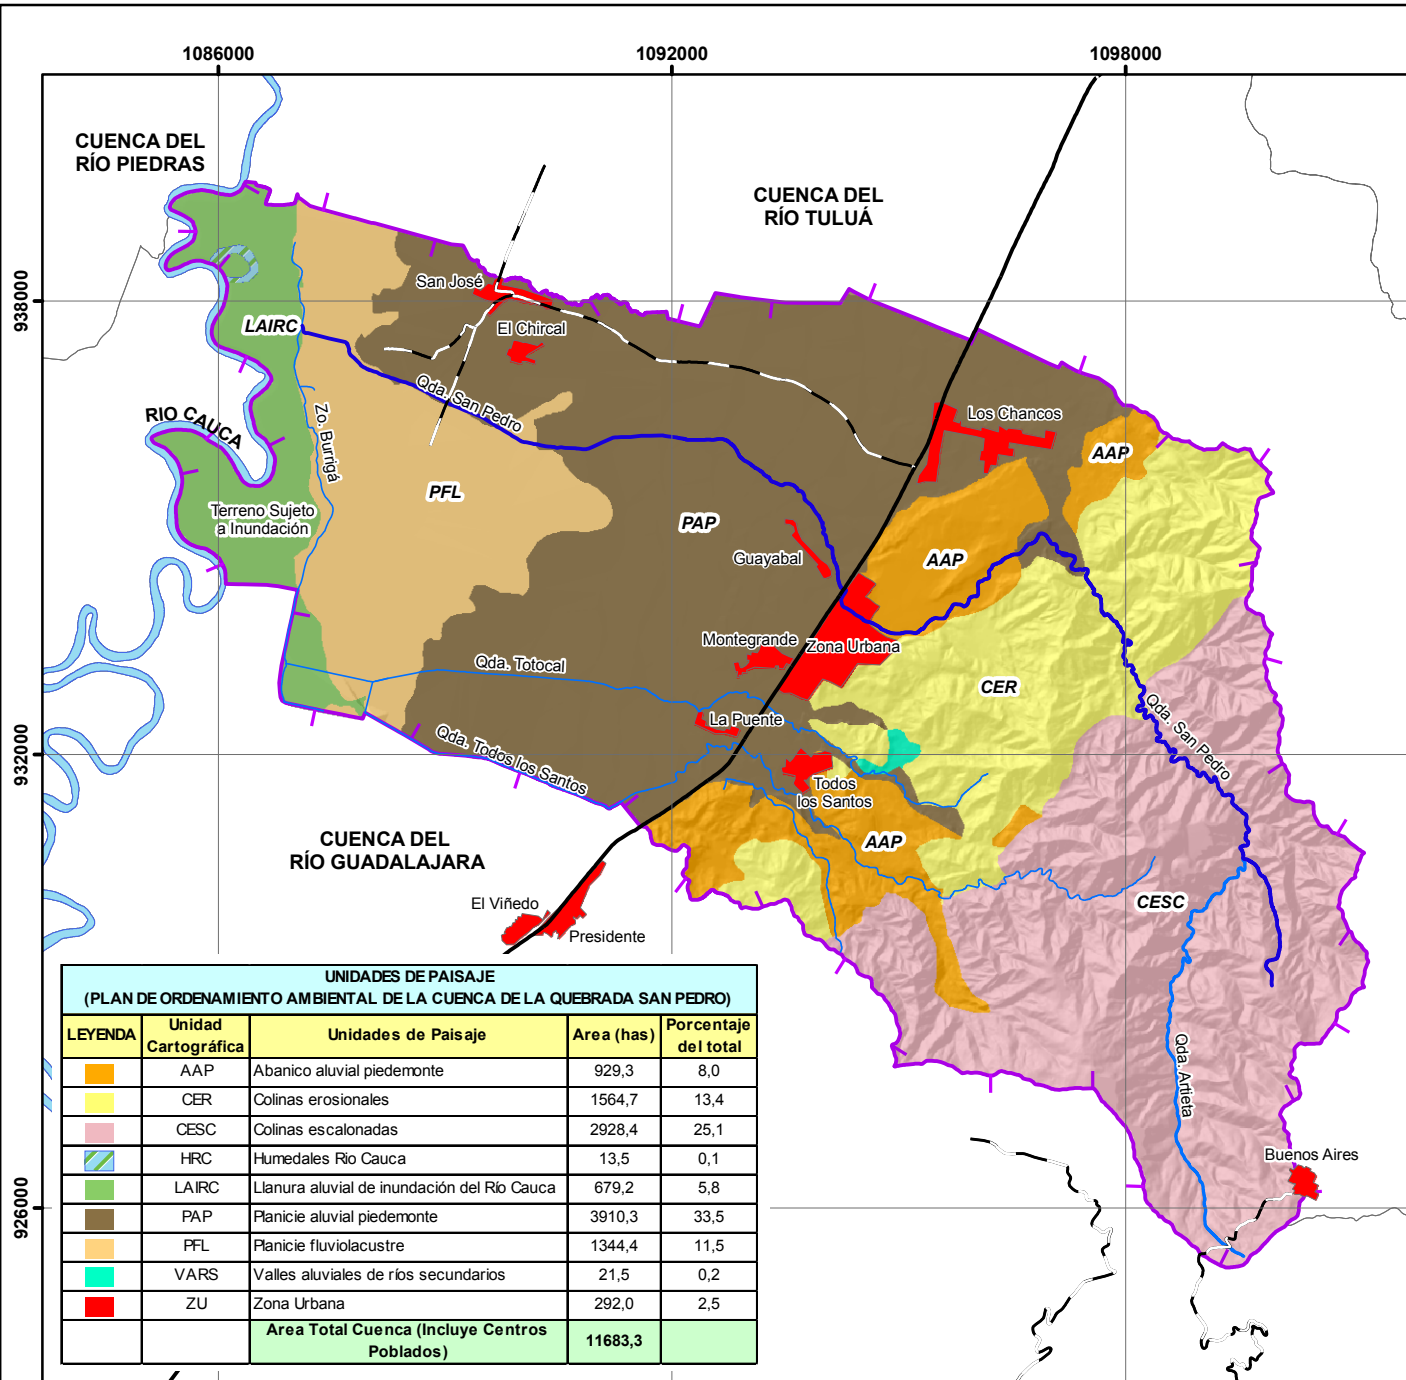 1086000
1092000
1098000
CUENCA DEL
RÍO PIEDRAS
CUENCA DEL
RÍO TULUÁ
938000
San José
LAIRC
El Chircal
Qda. San Pedro
RIO CAUCA
Zo. Burrigá
Los Chancos
AAP
PFL
PAP
Terreno Sujeto
a Inundación
Guayabal
AAP
Montegrande
Zona Urbana
Qda. Totocal
CER
Qda. San Pedro
La Puente
932000
Qda. Todos los Santos
Todos
los Santos
CUENCA DEL
RÍO GUADALAJARA
AAP
El Viñedo
CESC
Presidente
UNIDADES DE PAISAJE
(PLAN DE ORDENAMIENTO AMBIENTAL DE LA CUENCA DE LA QUEBRADA SAN PEDRO)
LEYENDA Unidad Cartográfica Unidades de Paisaje Area (has) Porcentaje del total
AAP Abanico aluvial piedemonte 929,3 8,0
CER Colinas erosionales 1564,7 13,4
CESC Colinas escalonadas 2928,4 25,1
HRC Humedales Rio Cauca 13,5 0,1
LAIRC Llanura aluvial de inundación del Río Cauca 679,2 5,8
PAP Planicie aluvial piedemonte 3910,3 33,5
PFL Planicie fluviolacustre 1344,4 11,5
VARS Valles aluviales de ríos secundarios 21,5 0,2
ZU Zona Urbana 292,0 2,5
Area Total Cuenca (Incluye Centros
Poblados) 11683,3
Qda. Artieta
Buenos Aires
926000